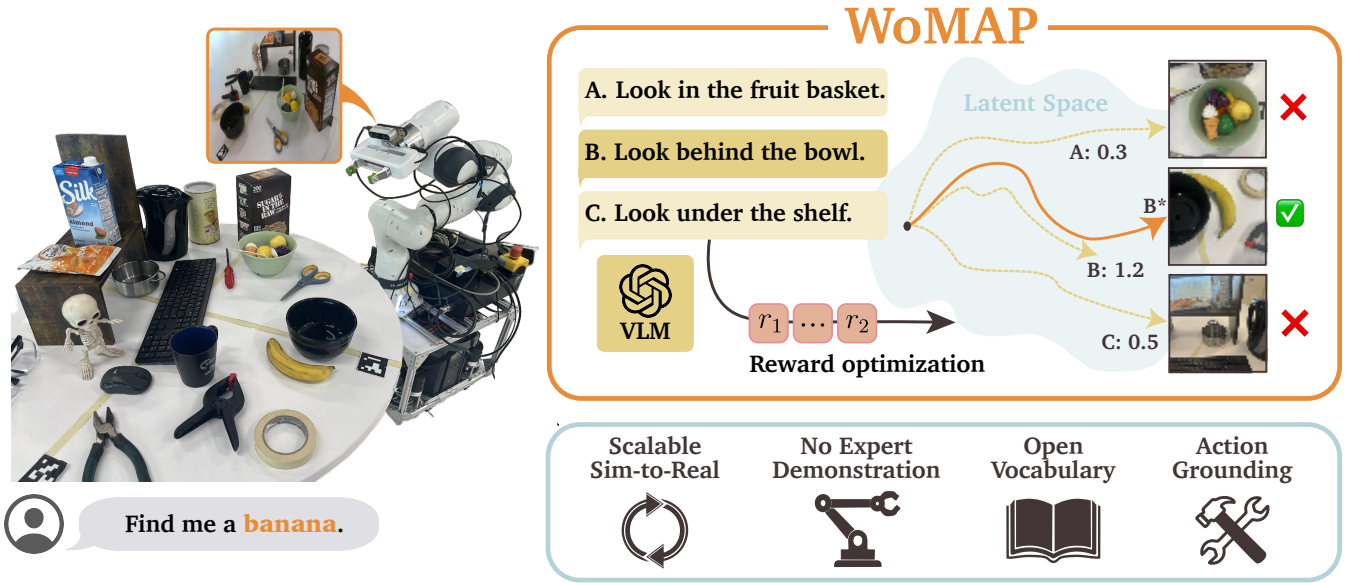 WoMAP
A. Look in the fruit basket.
B. Look behind the bowl.
C. Look under the shelf.
VLM
r1 ... r2
Reward optimization
Latent Space
A: 0.3
B*
B: 1.2
C: 0.5
Silk
Almond
SUGAR
IN THE
RAW
Find me a banana.
Scalable
Sim-to-Real
No Expert
Demonstration
Open
Vocabulary
Action
Grounding